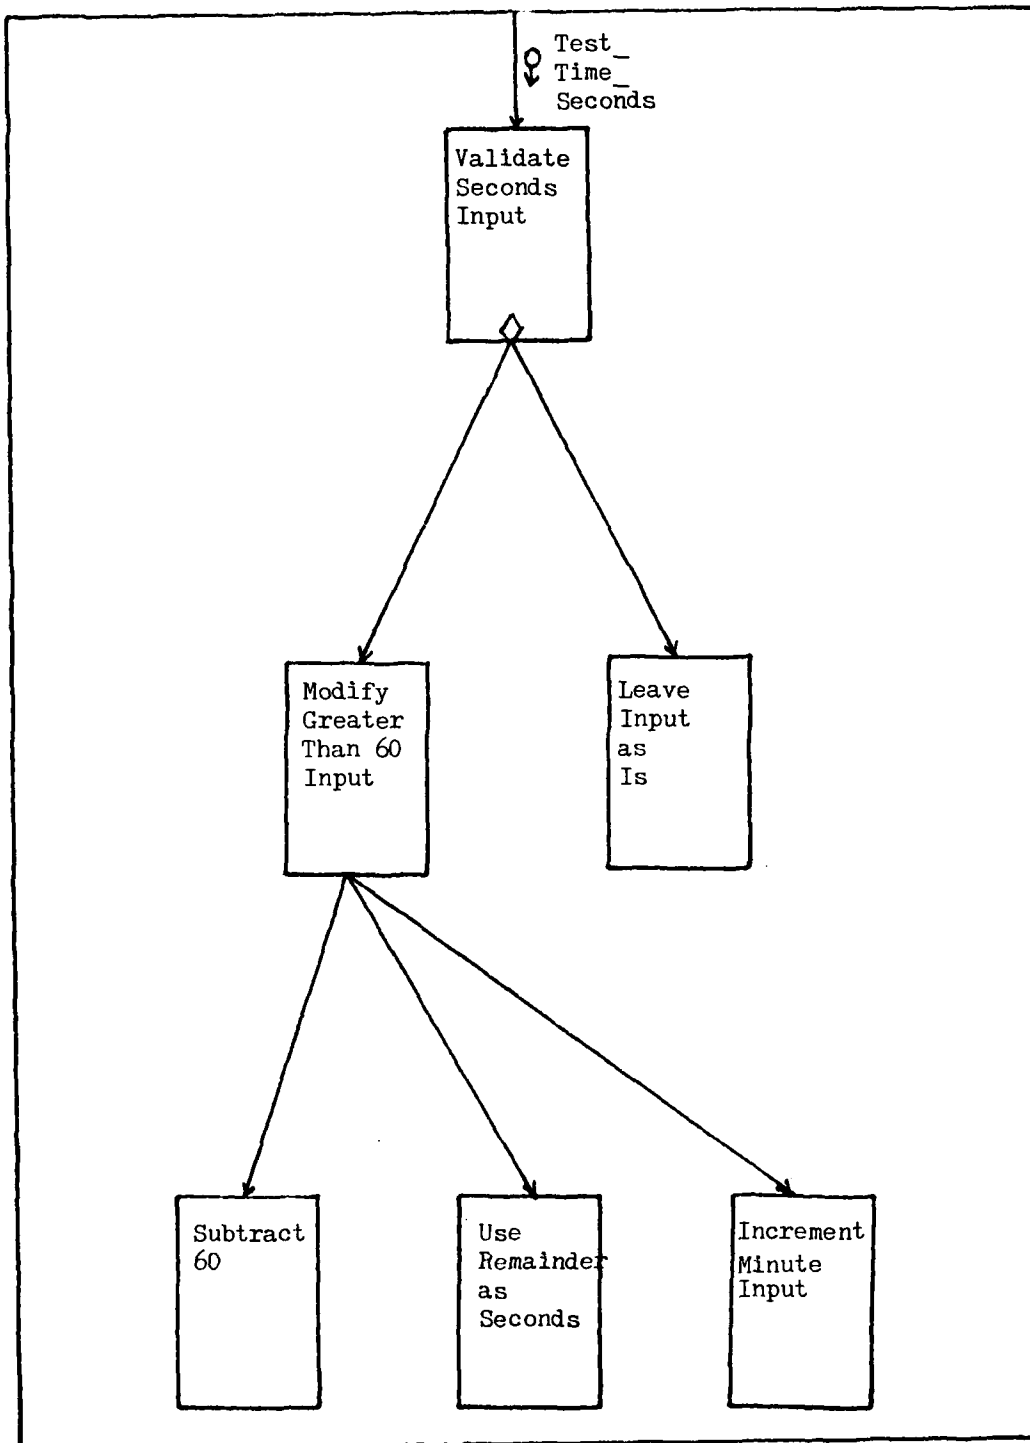 Test_
Time_
Seconds
Validate
Seconds
Input
Modify
Greater
Than 60
Input
Leave
Input
as
Is
Subtract
60
Use
Remainder
as
Seconds
Increment
Minute
Input